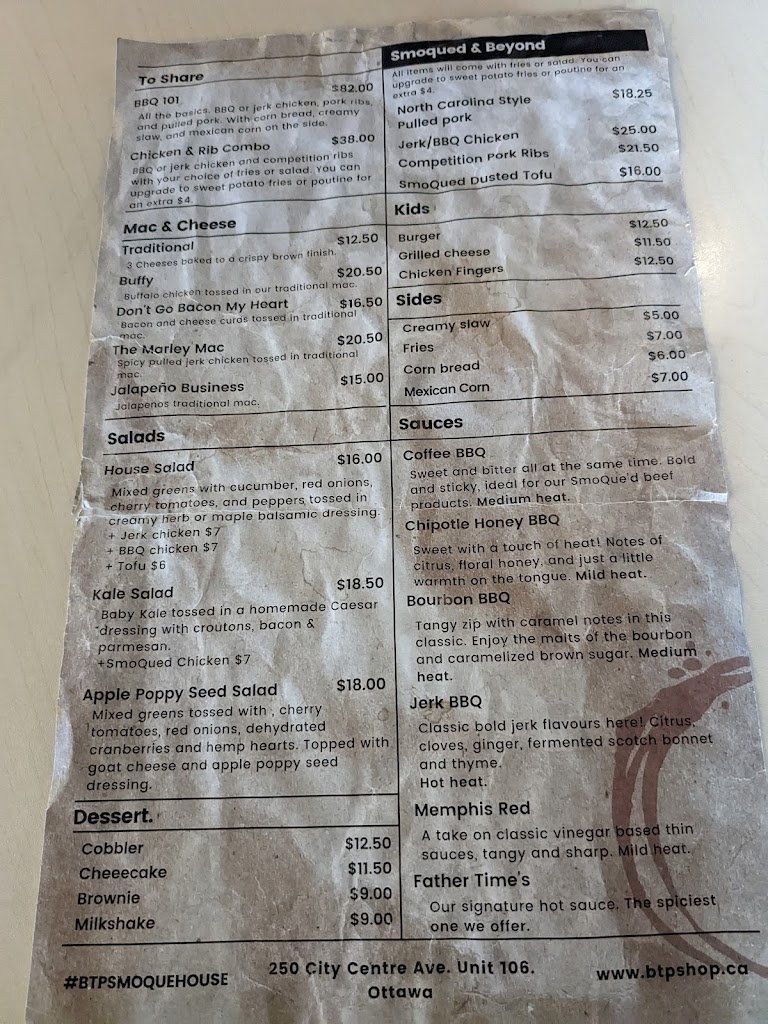 To Share
BBQ 101
$82.00
All the basics. BBQ or jerk chicken, pork ribs,
and pulled pork. With corn bread, creamy
slaw, and mexican corn on the side.
Chicken & Rib Combo
$38.00
BBQ or jerk chicken and competition ribs
with your choice of fries or salad. You can
upgrade to sweet potato fries or poutine for
an extra $4.
Mac & Cheese
Traditional $12.50
3 Cheeses baked to a crispy brown finish.
Buffy $20.50
Buffalo chicken tossed in our traditional mac.
Don't Go Bacon My Heart $16.50
Bacon and cheese curds tossed in traditional
mac.
The Marley Mac $20.50
Spicy pulled jerk chicken tossed in traditional
mac.
Jalapeño Business $15.00
Jalapenos traditional mac.
Salads
House Salad $16.00
Mixed greens with cucumber, red onions,
cherry tomatoes, and peppers tossed in
creamy herb or maple balsamic dressing.
+ Jerk chicken $7
+ BBQ chicken $7
+ Tofu $6
Kale Salad $18.50
Baby Kale tossed in a homemade Caesar
dressing with croutons, bacon &
parmesan.
+SmoQued Chicken $7
Apple Poppy Seed Salad $18.00
Mixed greens tossed with , cherry
tomatoes, red onions, dehydrated
cranberries and hemp hearts. Topped with
goat cheese and apple poppy seed
dressing.
Dessert.
Cobbler $12.50
Cheeecake $11.50
Brownie $9.00
Milkshake $9.00
Smoqued & Beyond
All items will come with fries or salad. You can
upgrade to sweet potato fries or poutine for an
extra $4.
North Carolina Style $18.25
Pulled pork
Jerk/BBQ Chicken $25.00
Competition Pork Ribs $21.50
SmoQued Dusted Tofu $16.00
Kids
Burger $12.50
Grilled cheese $11.50
Chicken Fingers $12.50
Sides
Creamy slaw $5.00
Fries $7.00
Corn bread $6.00
Mexican Corn $7.00
Sauces
Coffee BBQ
Sweet and bitter all at the same time. Bold
and sticky, ideal for our SmoQue'd beef
products. Medium heat.
Chipotle Honey BBQ
Sweet with a touch of heat! Notes of
citrus, floral honey, and just a little
warmth on the tongue. Mild heat.
Bourbon BBQ
Tangy zip with caramel notes in this
classic. Enjoy the malts of the bourbon
and caramelized brown sugar. Medium
heat.
Jerk BBQ
Classic bold jerk flavours here! Citrus,
cloves, ginger, fermented scotch bonnet
and thyme.
Hot heat.
Memphis Red
A take on classic vinegar based thin
sauces, tangy and sharp. Mild heat.
Father Time's
Our signature hot sauce. The spiciest
one we offer.
#BTPSMOQUEHOUSE
250 City Centre Ave. Unit 106.
Ottawa
www.btpshop.ca